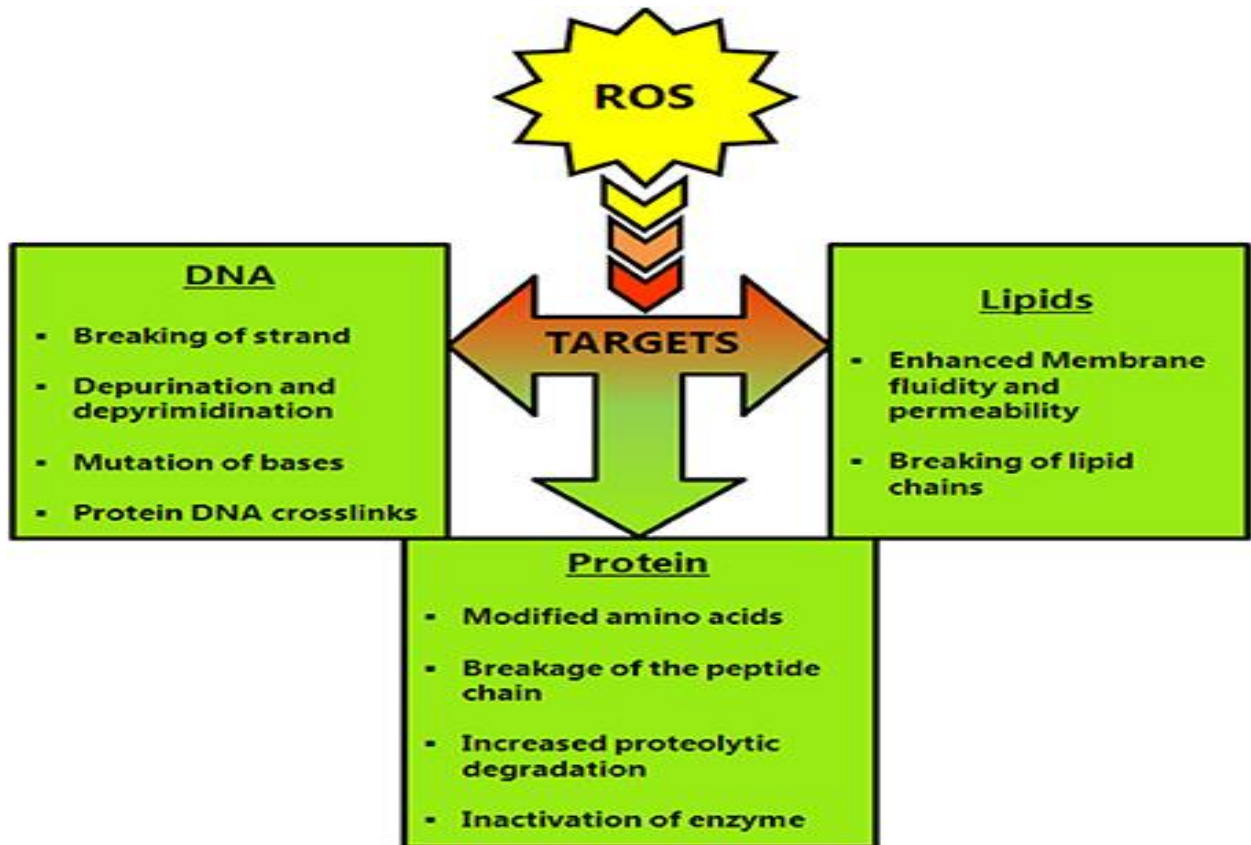 ROS
TARGETS
DNA
▪ Breaking of strand
▪ Depurination and
depyrimidination
▪ Mutation of bases
▪ Protein DNA crosslinks
Lipids
▪ Enhanced Membrane
fluidity and
permeability
▪ Breaking of lipid
chains
Protein
▪ Modified amino acids
▪ Breakage of the peptide
chain
▪ Increased proteolytic
degradation
▪ Inactivation of enzyme